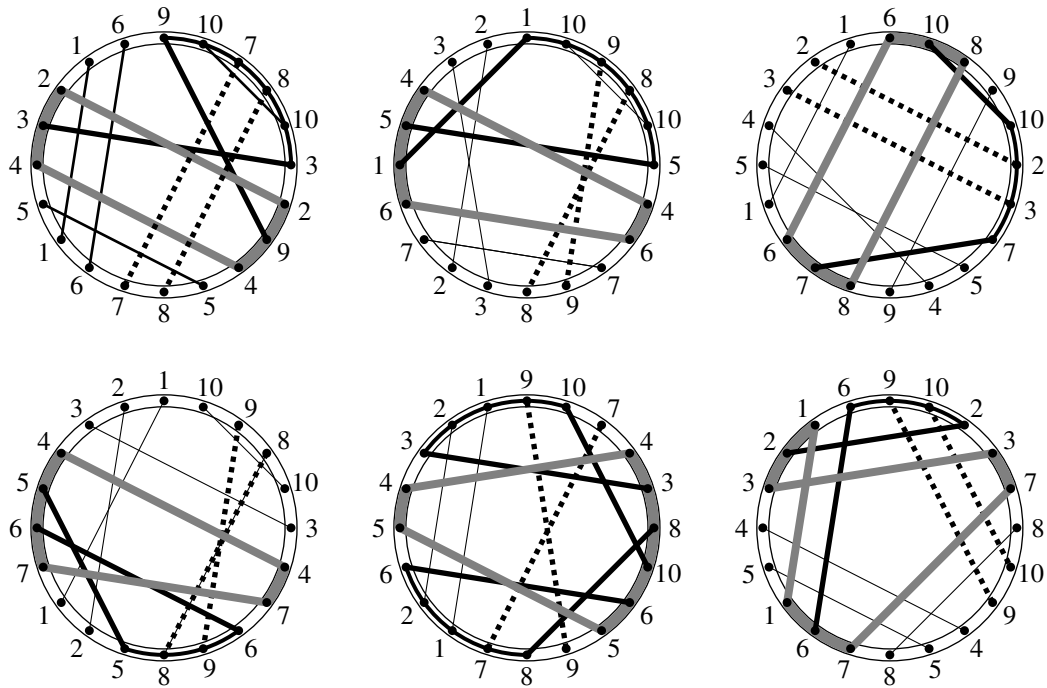 9 1 6
6 10 2 10 1 10
1 7 3 9 2 8
2 8 4 8 3 9
3 10 5 4 10
4 3 1 5 5 2
5 2 6 4 1 3
1 9 7 6 6 7
6 4 2 7 7 5
7 5 3 9 8 4
8 8 9
1 9 9
2 10 1 10 6 10
3 9 2 7 1 2
4 8 3 4 2 3
5 10 4 3 3 7
6 3 5 8 4 8
7 4 6 10 5 10
1 7 2 6 1 9
2 6 1 5 6 4
5 9 7 9 7 5
8 8 8